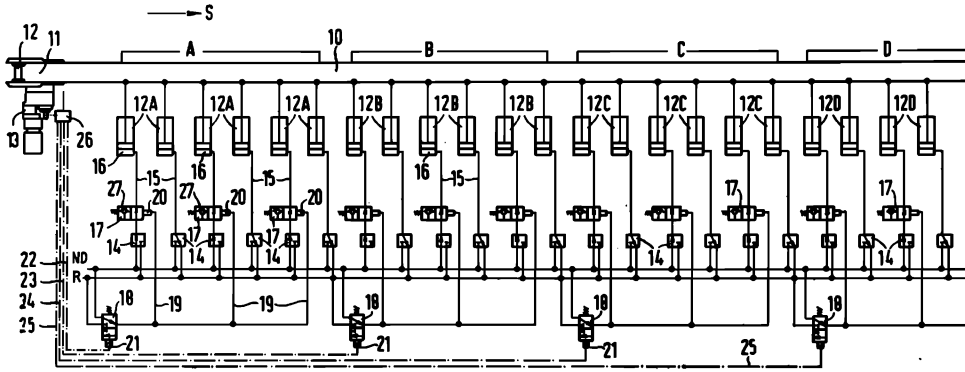 S
12 11 A 10 B C D
12A 12A 12A 12B 12B 12B 12C 12C 12C 12D 12D
13 26
16 16 15 15 16 15
27 20 27 20 20 17 17
17 17 17
14 14 14 14 14
22 ND
23 R
24 18 19 19 18 18 18
25 21 21 21 25